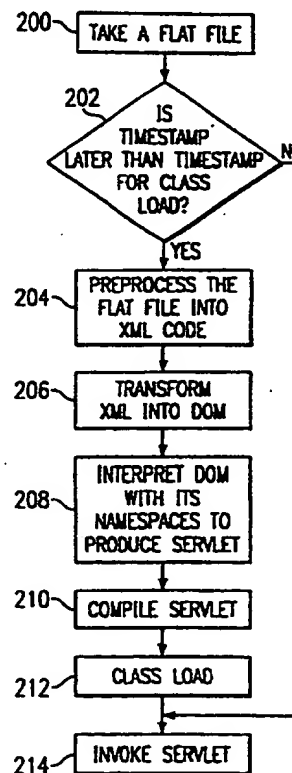 200
TAKE A FLAT FILE
202
IS
TIMESTAMP
LATER THAN TIMESTAMP
FOR CLASS
LOAD?
N
YES
204
PREPROCESS THE
FLAT FILE INTO
XML CODE
206
TRANSFORM
XML INTO DOM
208
INTERPRET DOM
WITH ITS
NAMESPACES TO
PRODUCE SERVLET
210
COMPILE SERVLET
212
CLASS LOAD
214
INVOKE SERVLET